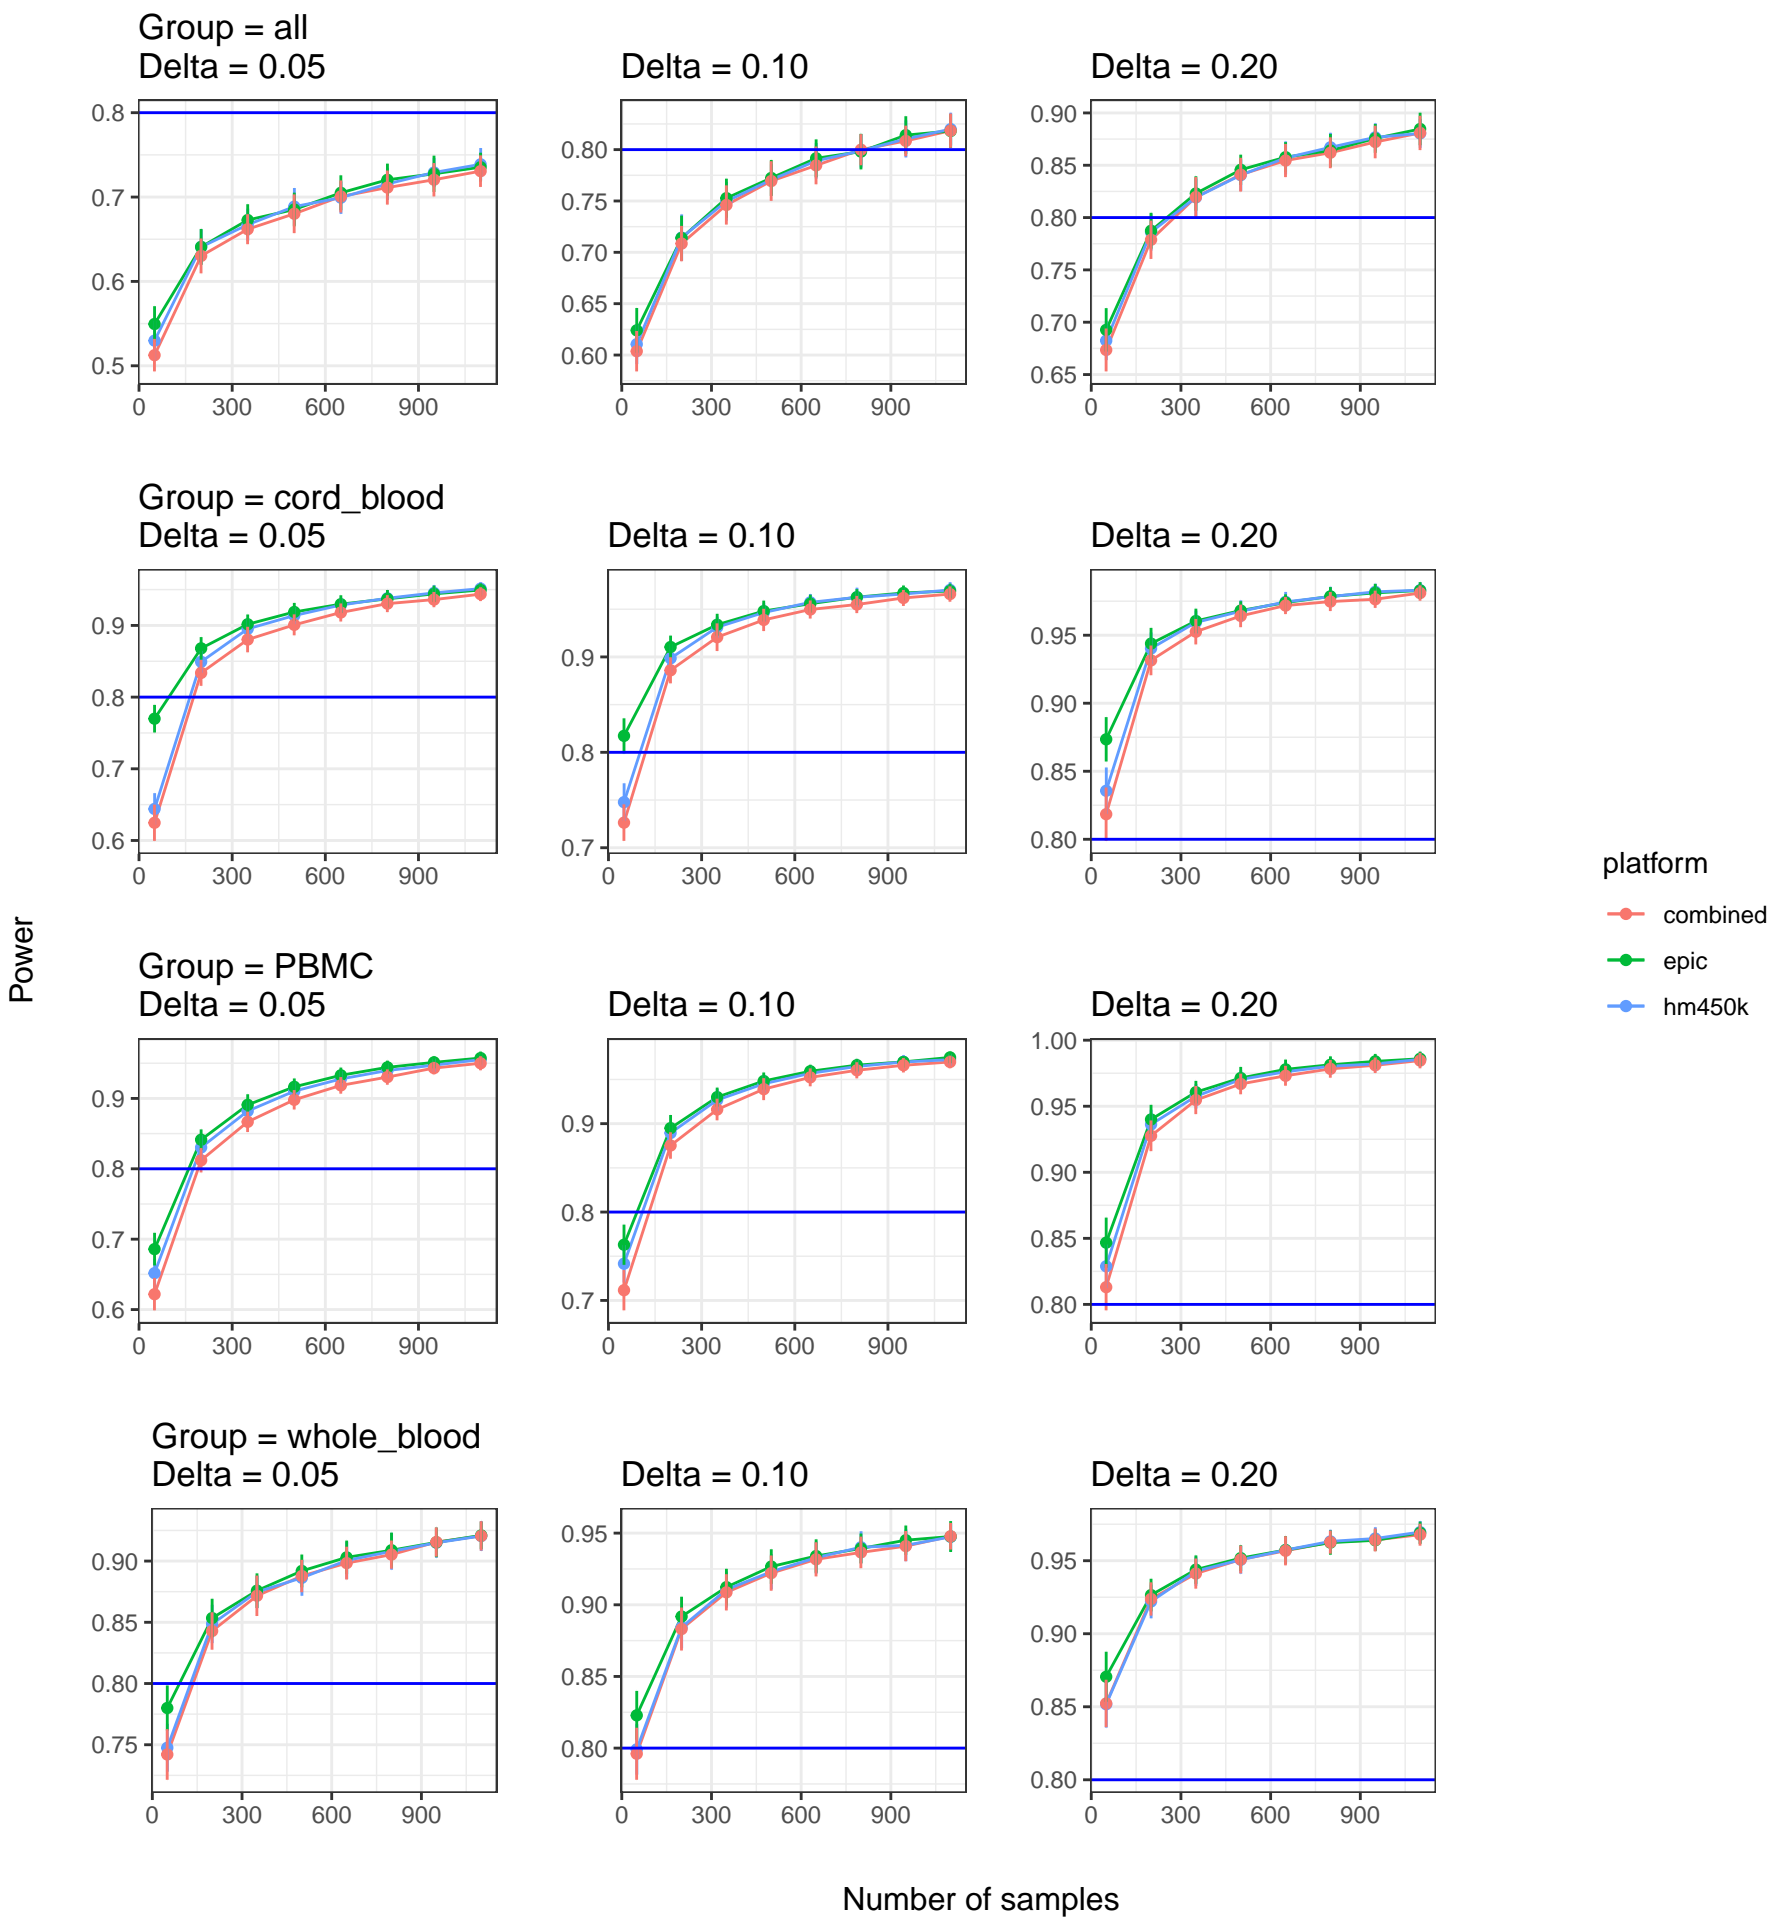 Group = all
Delta = 0.05
Delta = 0.10
Delta = 0.20
0.8
0.7
0.6
0.5
0 300 600 900
0.80
0.75
0.70
0.65
0.60
0 300 600 900
0.90
0.85
0.80
0.75
0.70
0.65
0 300 600 900
Group = cord_blood
Delta = 0.05
Delta = 0.10
Delta = 0.20
0.9
0.8
0.7
0.6
0 300 600 900
0.9
0.8
0.7
0 300 600 900
0.95
0.90
0.85
0.80
0 300 600 900
Group = PBMC
Delta = 0.05
Delta = 0.10
Delta = 0.20
0.9
0.8
0.7
0.6
0 300 600 900
0.9
0.8
0.7
0 300 600 900
1.00
0.95
0.90
0.85
0.80
0 300 600 900
Group = whole_blood
Delta = 0.05
Delta = 0.10
Delta = 0.20
0.90
0.85
0.80
0.75
0 300 600 900
0.95
0.90
0.85
0.80
0 300 600 900
0.95
0.90
0.85
0.80
0 300 600 900
Power
Number of samples
platform
combined
epic
hm450k